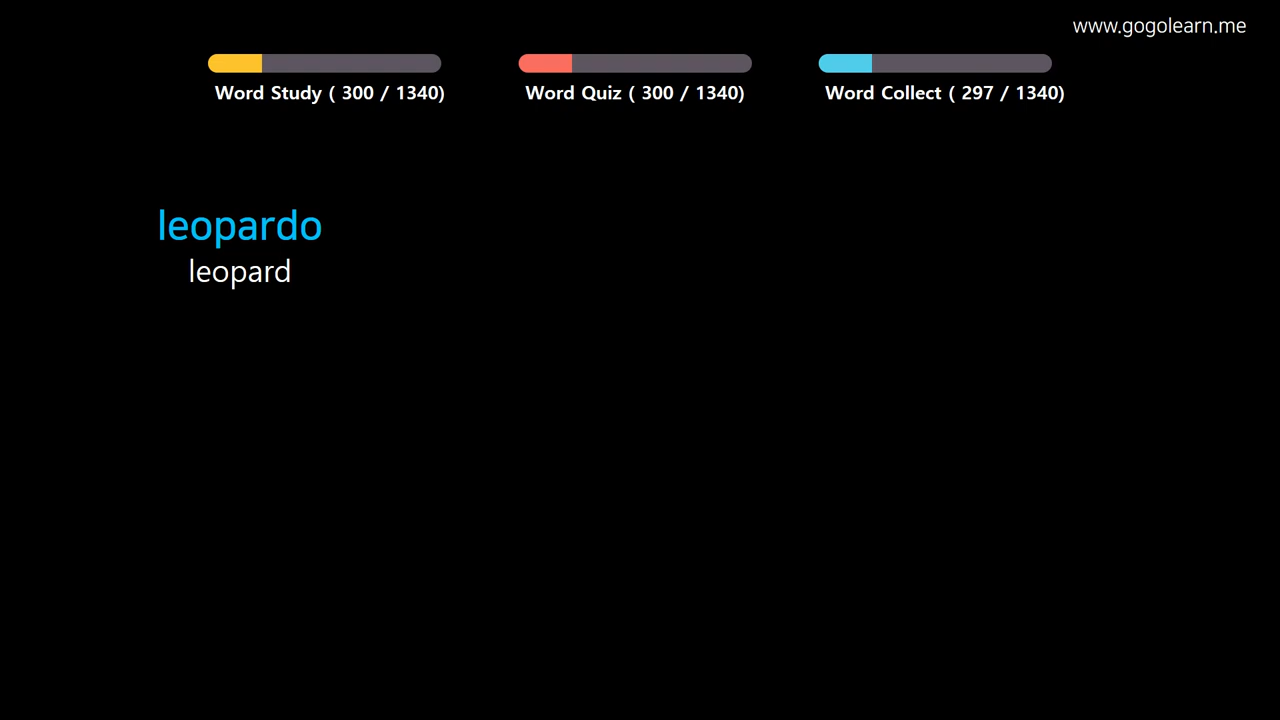 www.gogolearn.me
Word Study ( 300 / 1340)
Word Quiz ( 300 / 1340)
Word Collect ( 297 / 1340)
leopardo
leopard